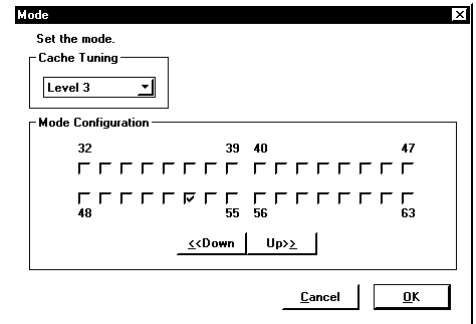 Mode
Set the mode.
Cache Tuning
Level 3
Mode Configuration
32 39 40 47
48 55 56 63
<<Down Up>>
Cancel OK